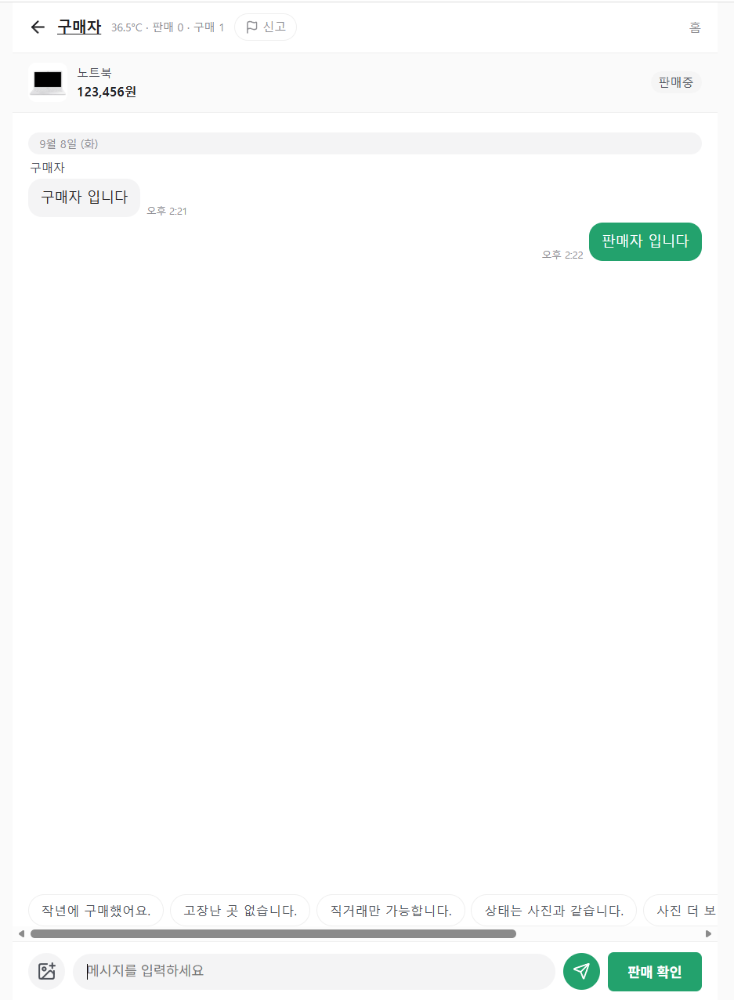 구매자 36.5°C · 판매 0 · 구매 1 신고 홈
노트북
123,456원
판매중
9월 8일 (화)
구매자
구매자 입니다
오후 2:21
오후 2:22
판매자 입니다
작년에 구매했어요. 고장난 곳 없습니다. 직거래만 가능합니다. 상태는 사진과 같습니다. 사진 더 보
메시지를 입력하세요
판매 확인